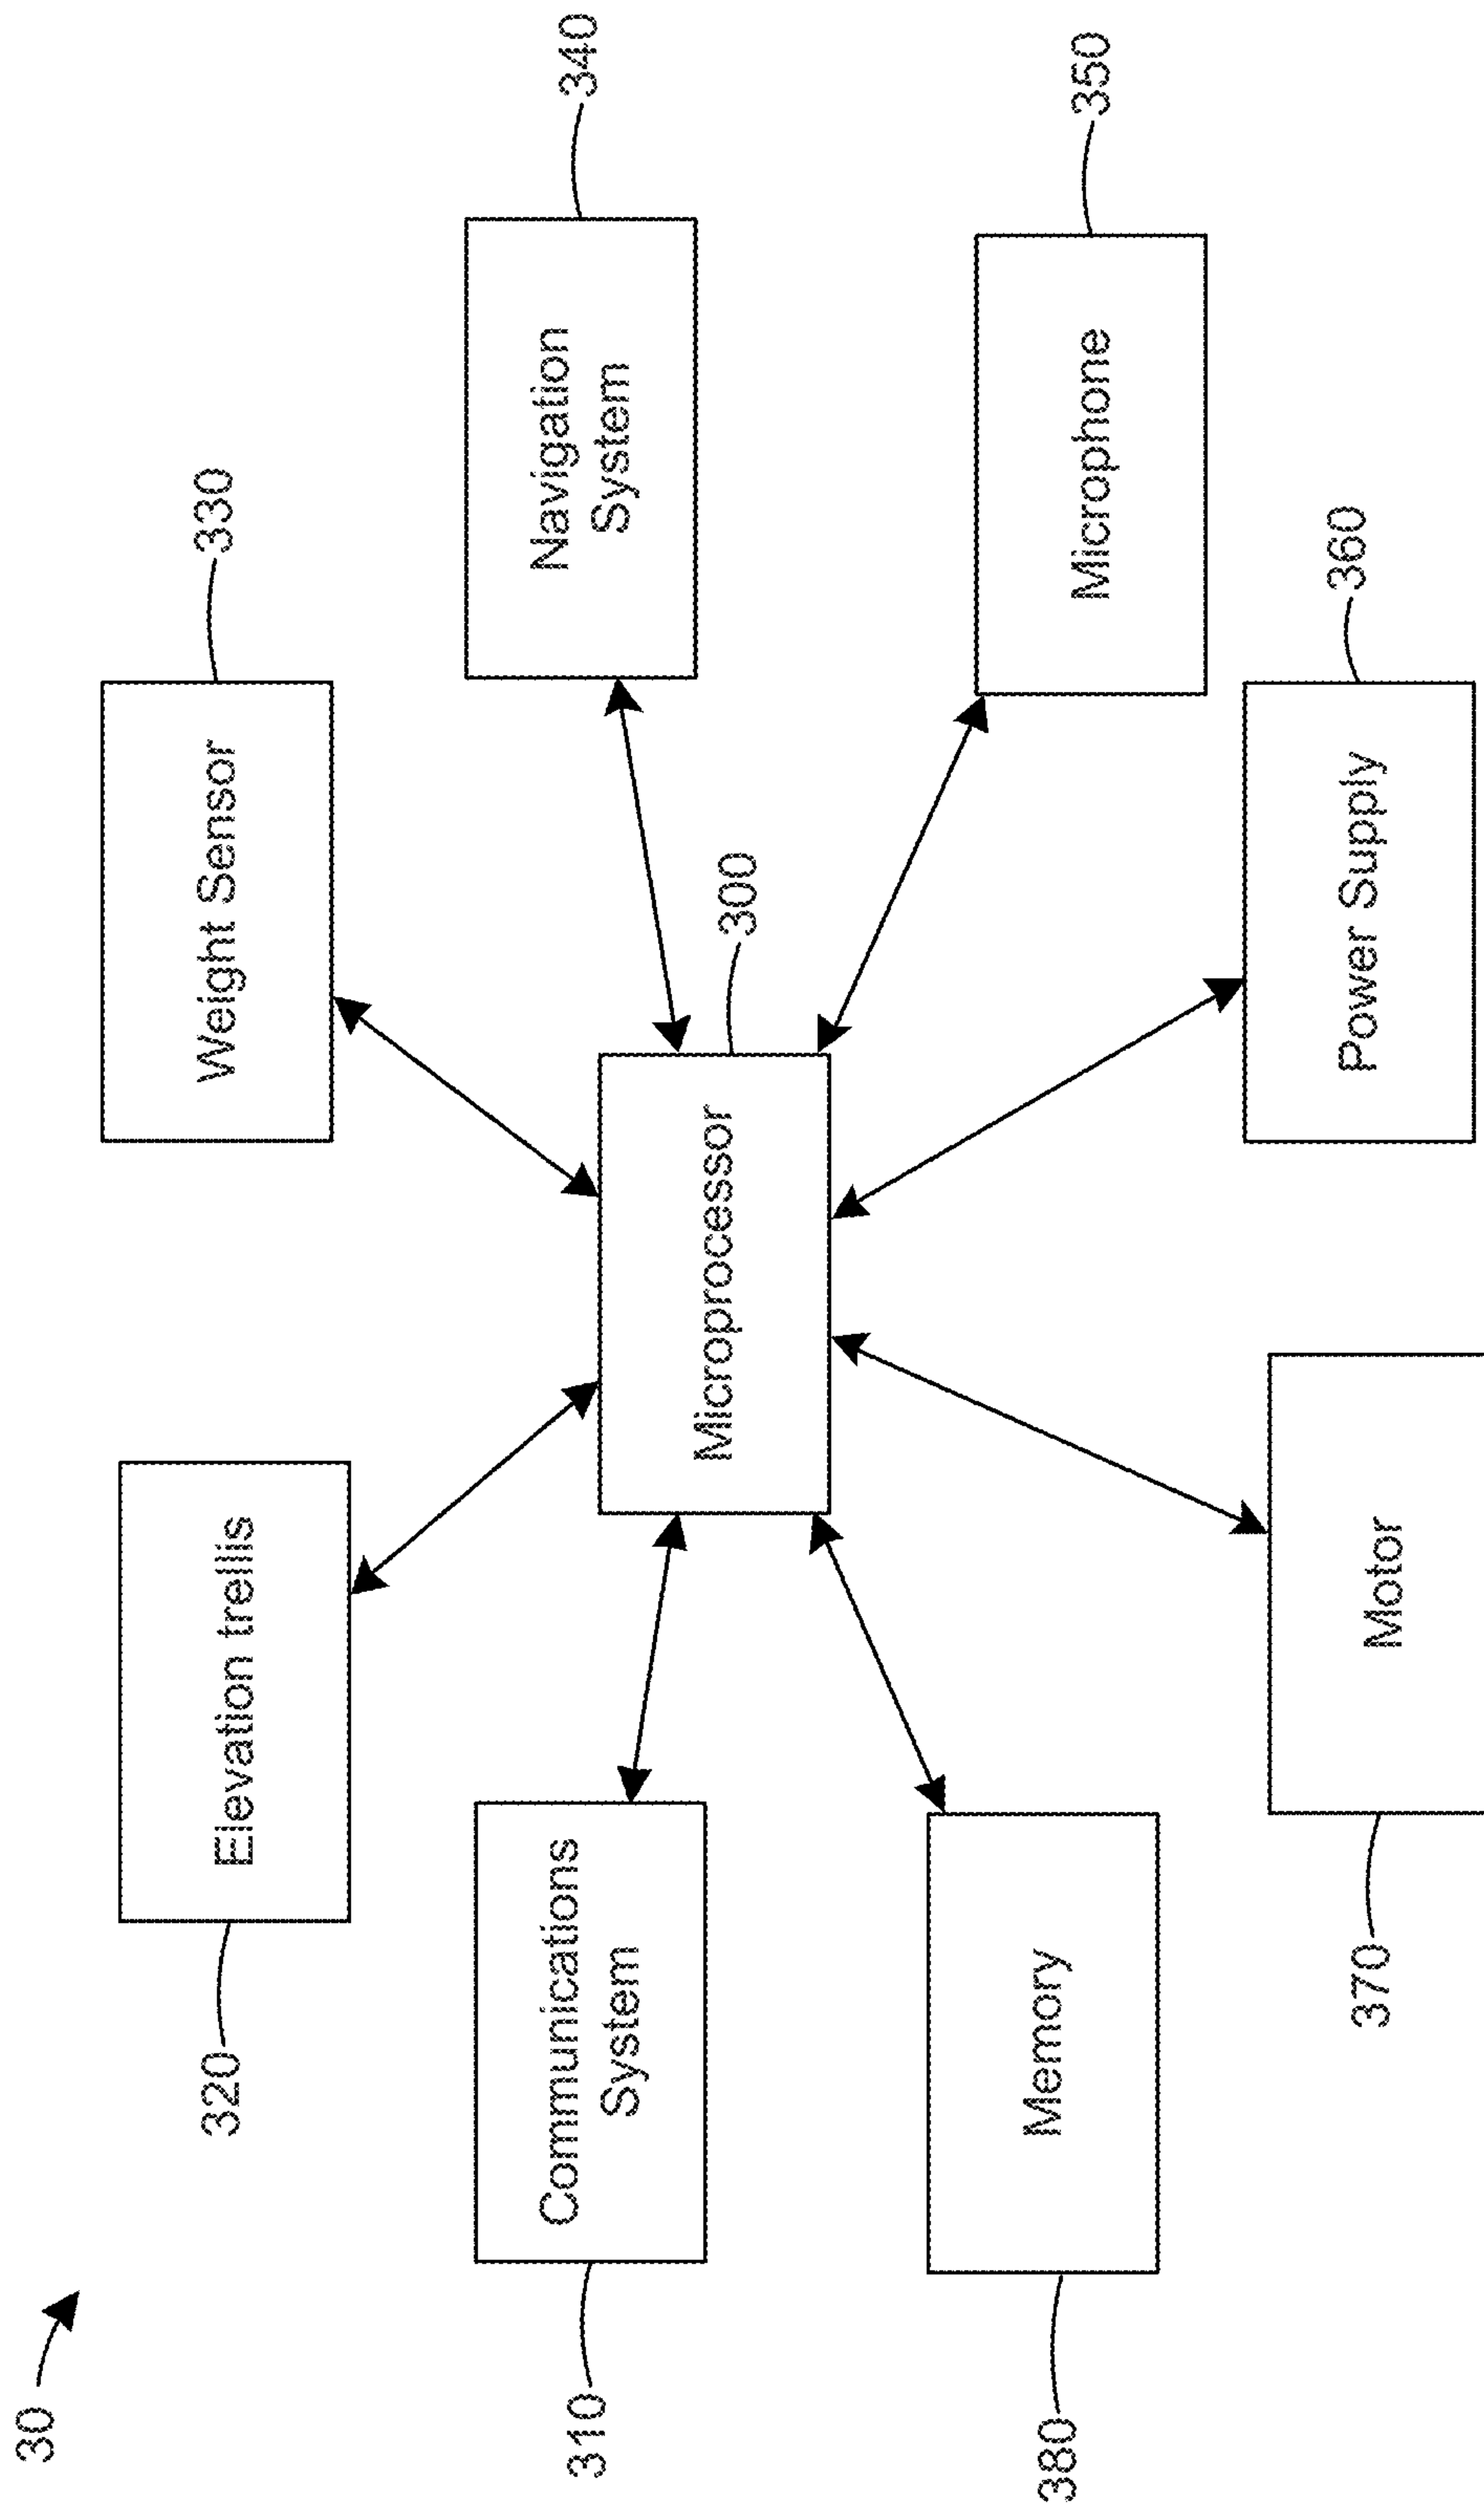 30
320
Elevation trellis
Weight Sensor
330
310
Communications
System
Navigation
System
340
Microprocessor
300
380
Memory
Microphone
350
370
Motor
Power Supply
360